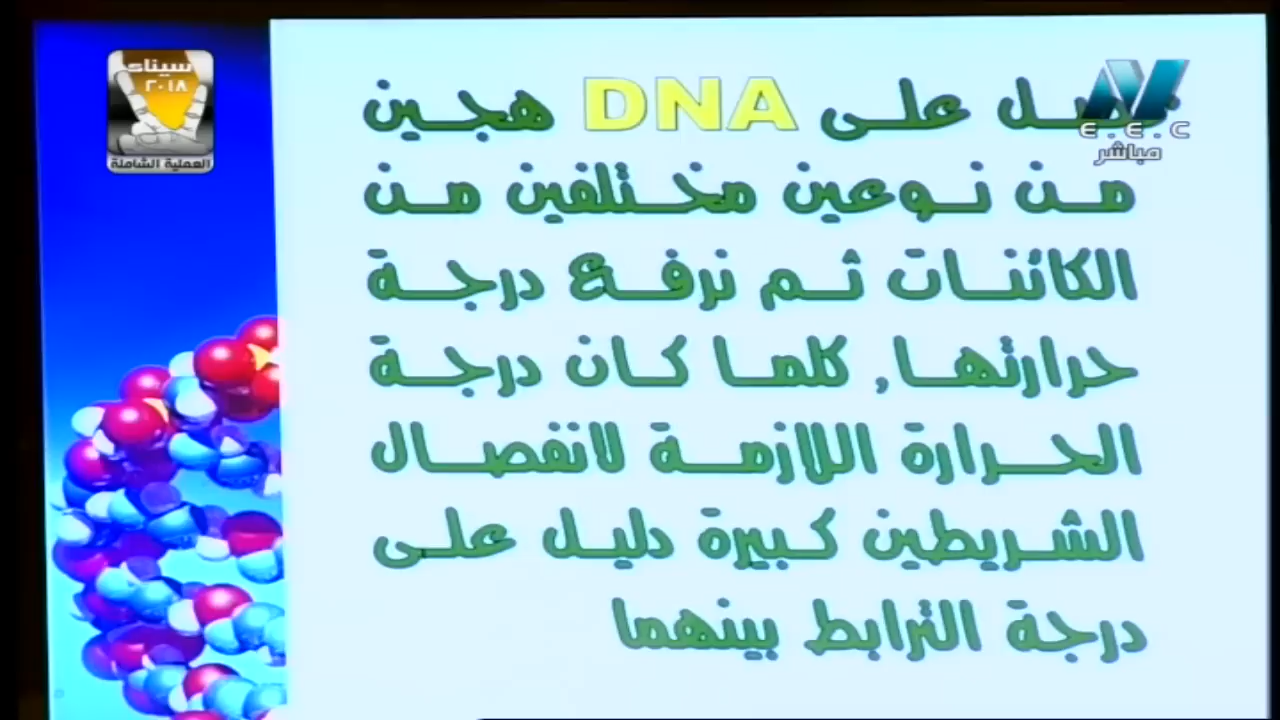 سيناء
٢٠١٨
العملية الشاملة
E.E.C
مباشر
على DNA هجين
من نوعين مختلفين من
الكائنات ثم نرفع درجة
حرارتها, كلما كان درجة
الحرارة اللازمة لانفصال
الشريطين كبيرة دليل على
درجة الترابط بينهما